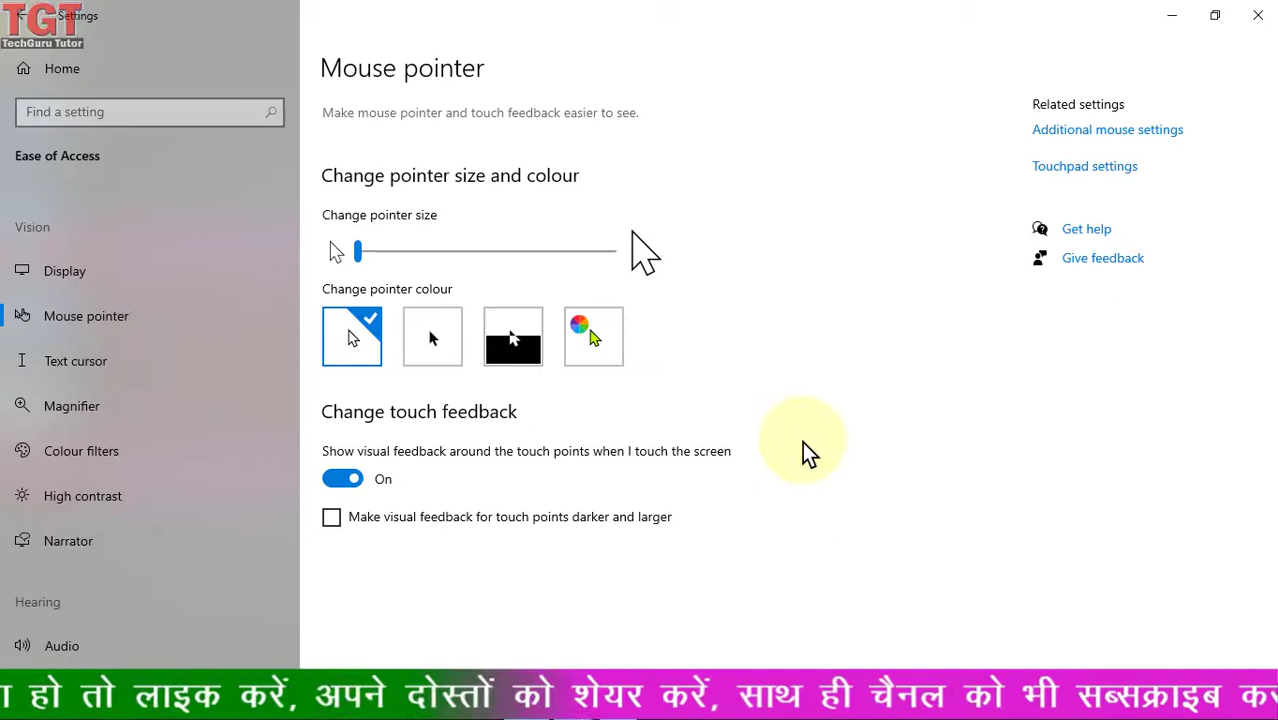 TGT
TechGuru Tutor
Settings
Home
Find a setting
Ease of Access
Vision
Display
Mouse pointer
Text cursor
Magnifier
Colour filters
High contrast
Narrator
Hearing
Audio
Mouse pointer
Make mouse pointer and touch feedback easier to see.
Change pointer size and colour
Change pointer size
Change pointer colour
Change touch feedback
Show visual feedback around the touch points when I touch the screen
On
Make visual feedback for touch points darker and larger
Related settings
Additional mouse settings
Touchpad settings
Get help
Give feedback
हो तो लाइक करें, अपने दोस्तों को शेयर करें, साथ ही चैनल को भी सब्सक्राइब